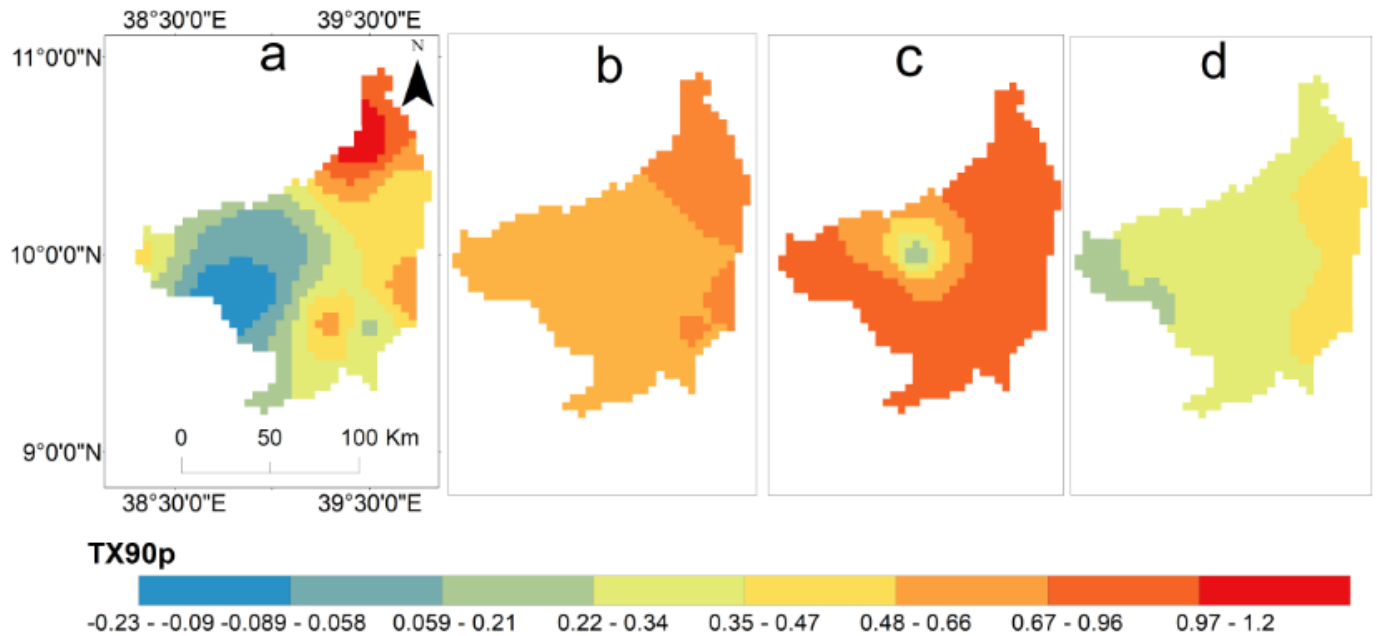 38°30'0"E 39°30'0"E
11°0'0"N
a
N
b
c
d
10°0'0"N
0 50 100 Km
9°0'0"N
38°30'0"E 39°30'0"E
TX90p
-0.23 - -0.09 -0.089 - 0.058 0.059 - 0.21 0.22 - 0.34 0.35 - 0.47 0.48 - 0.66 0.67 - 0.96 0.97 - 1.2